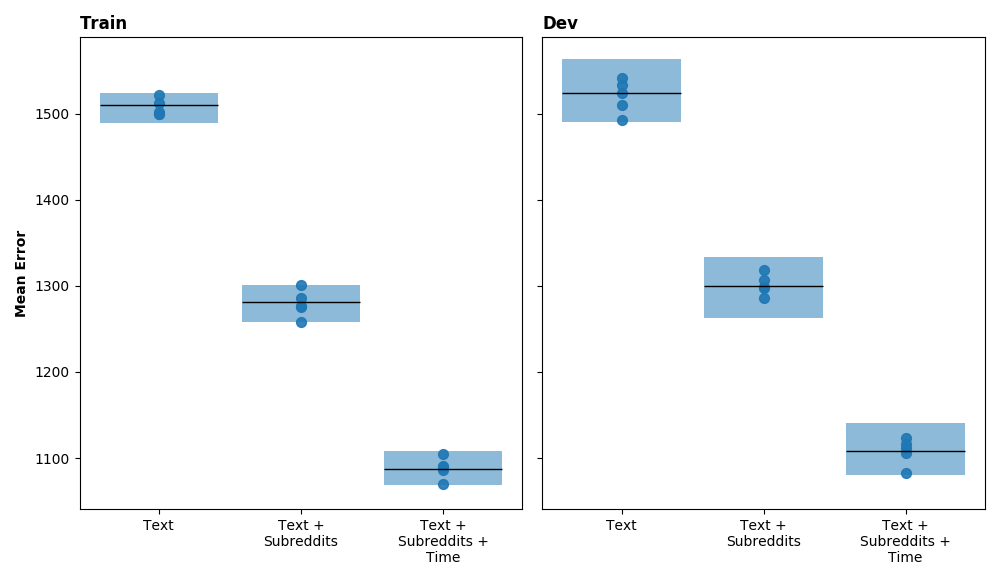 Train
Dev
Mean Error
1500
1400
1300
1200
1100
Text
Text +
Subreddits
Text +
Subreddits +
Time
Text
Text +
Subreddits
Text +
Subreddits +
Time